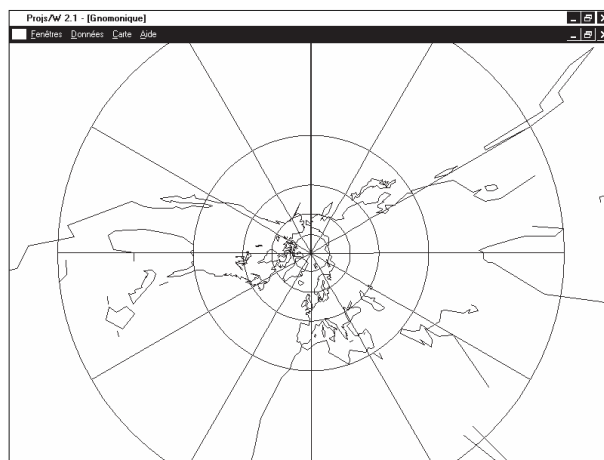 Projs/W 2.1 - [Gnomonique]
Fenêtres Données Carte Aide